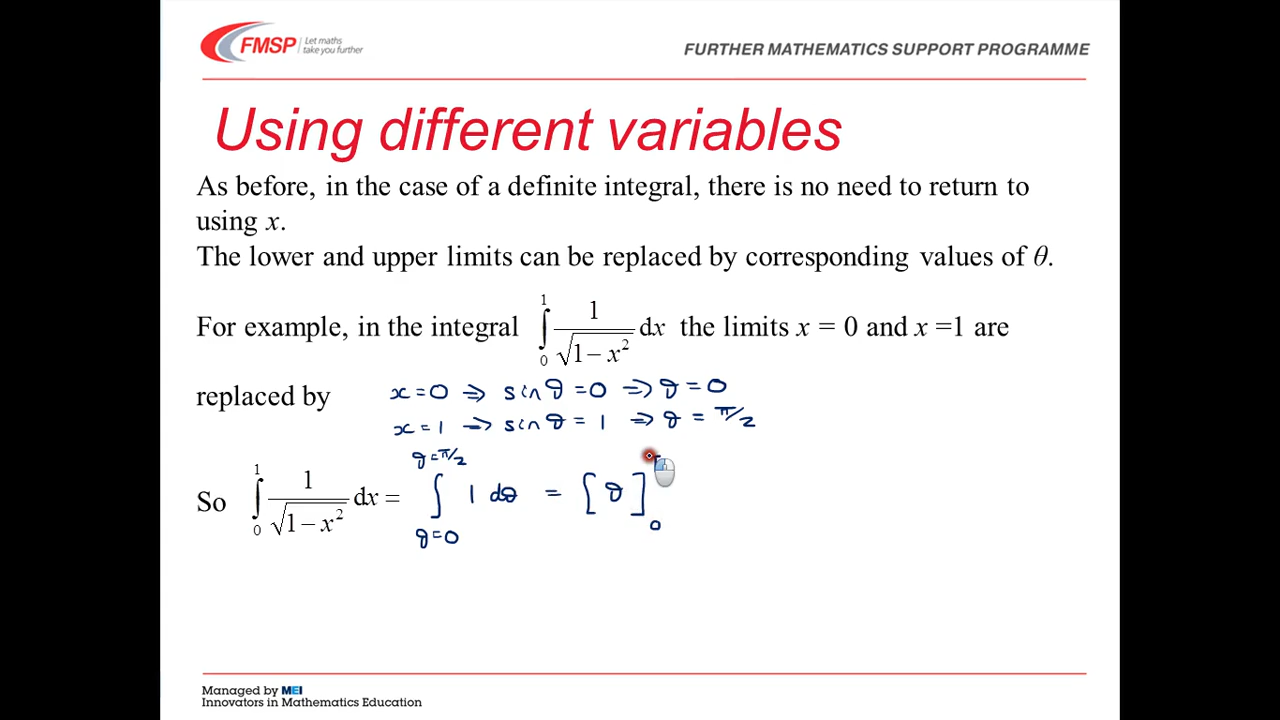 FMSP | Let maths take you further
FURTHER MATHEMATICS SUPPORT PROGRAMME
Using different variables
As before, in the case of a definite integral, there is no need to return to
using x.
The lower and upper limits can be replaced by corresponding values of θ.
For example, in the integral ∫₀¹ 1/√(1−x²) dx the limits x = 0 and x =1 are
replaced by x=0 ⇒ sinθ=0 ⇒ θ=0
x=1 ⇒ sinθ=1 ⇒ θ=π/2
So ∫₀¹ 1/√(1−x²) dx = ∫_{θ=0}^{θ=π/2} 1 dθ = [θ]₀
Managed by MEI
Innovators in Mathematics Education